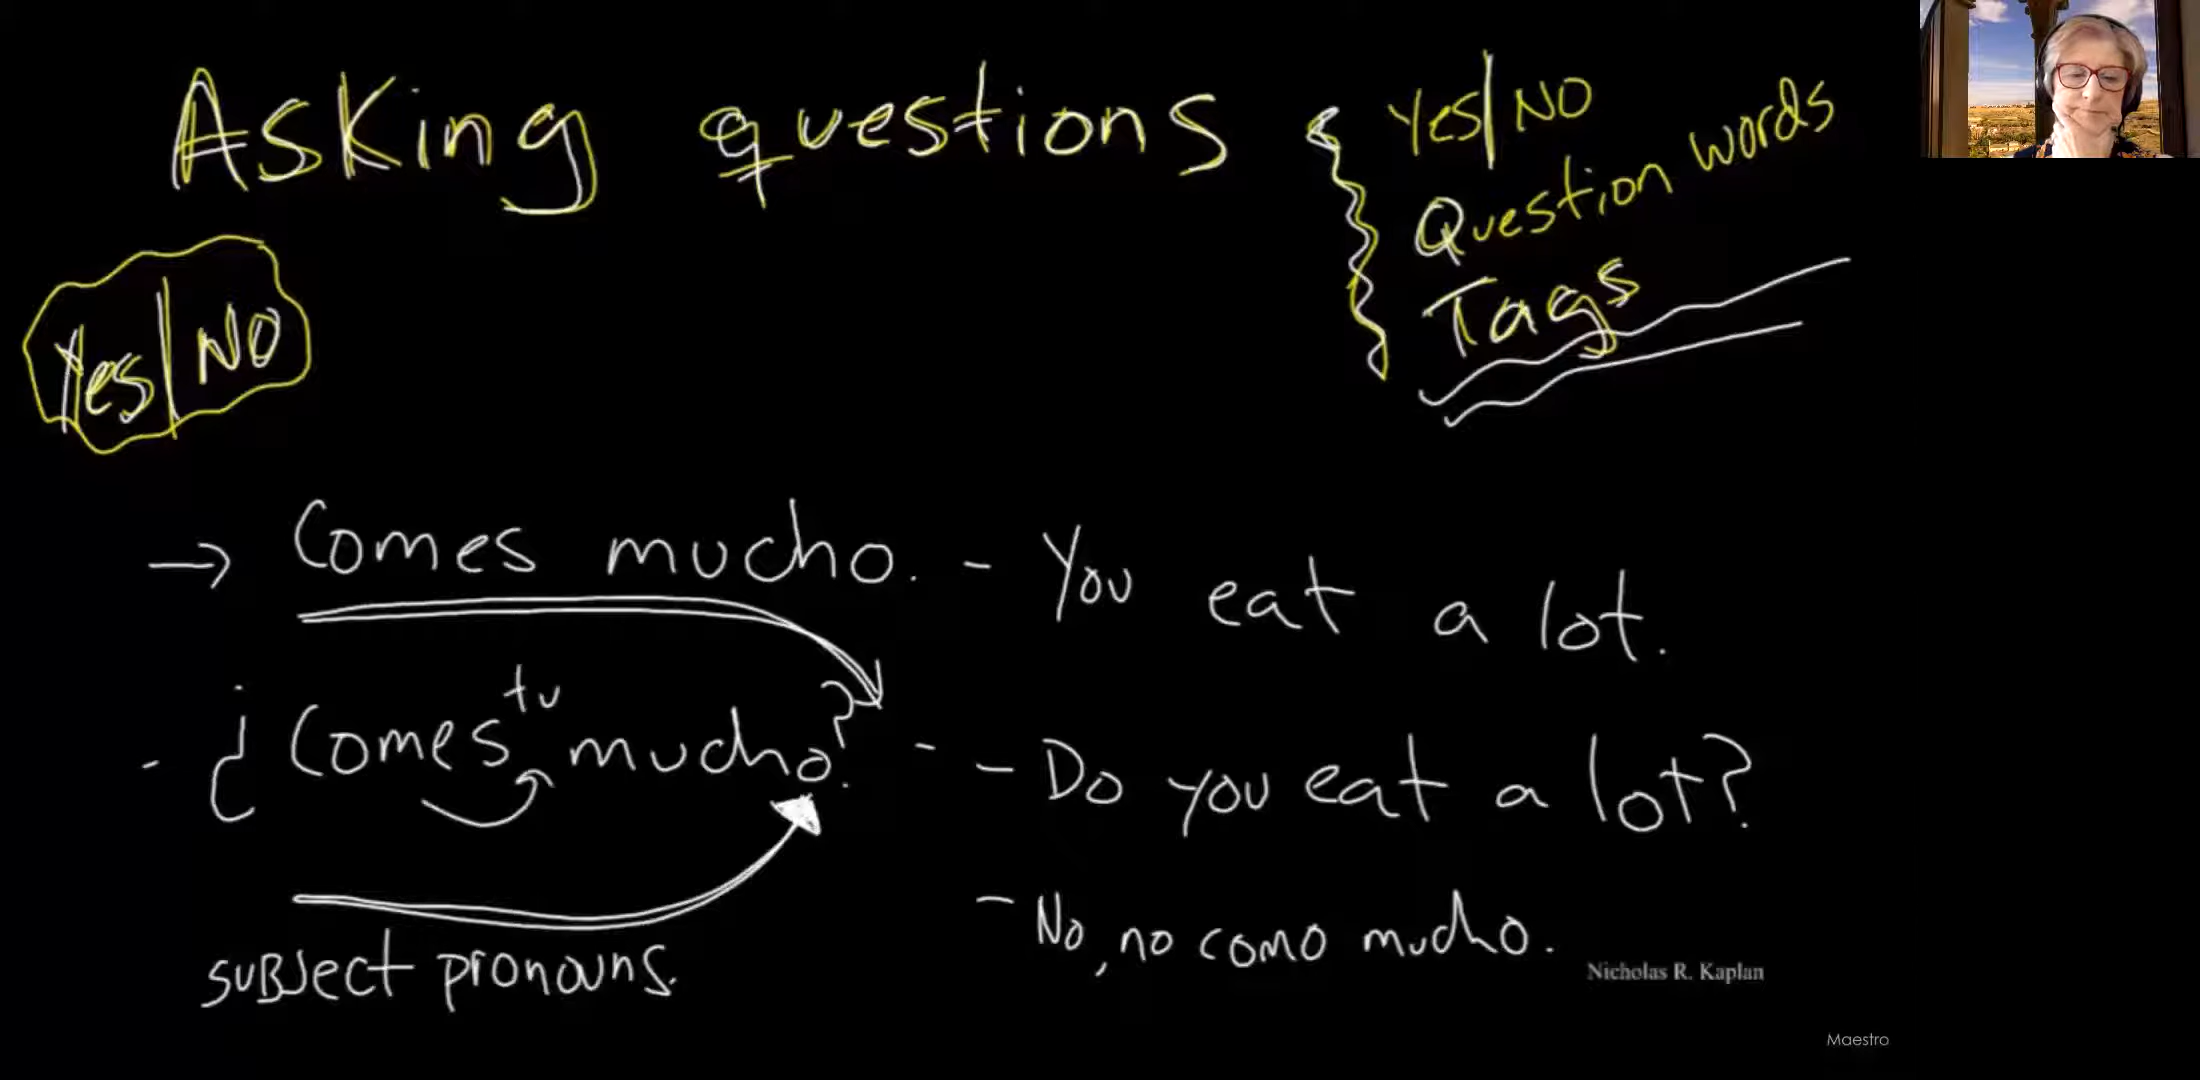 Asking questions
Yes|NO
Question words
Tags
Yes|NO
→ Comes mucho. - You eat a lot.
tu
- ¿Comes mucho? - - Do you eat a lot?
- No, no como mucho.
subject pronouns.
Nicholas R. Kaplan
Maestro